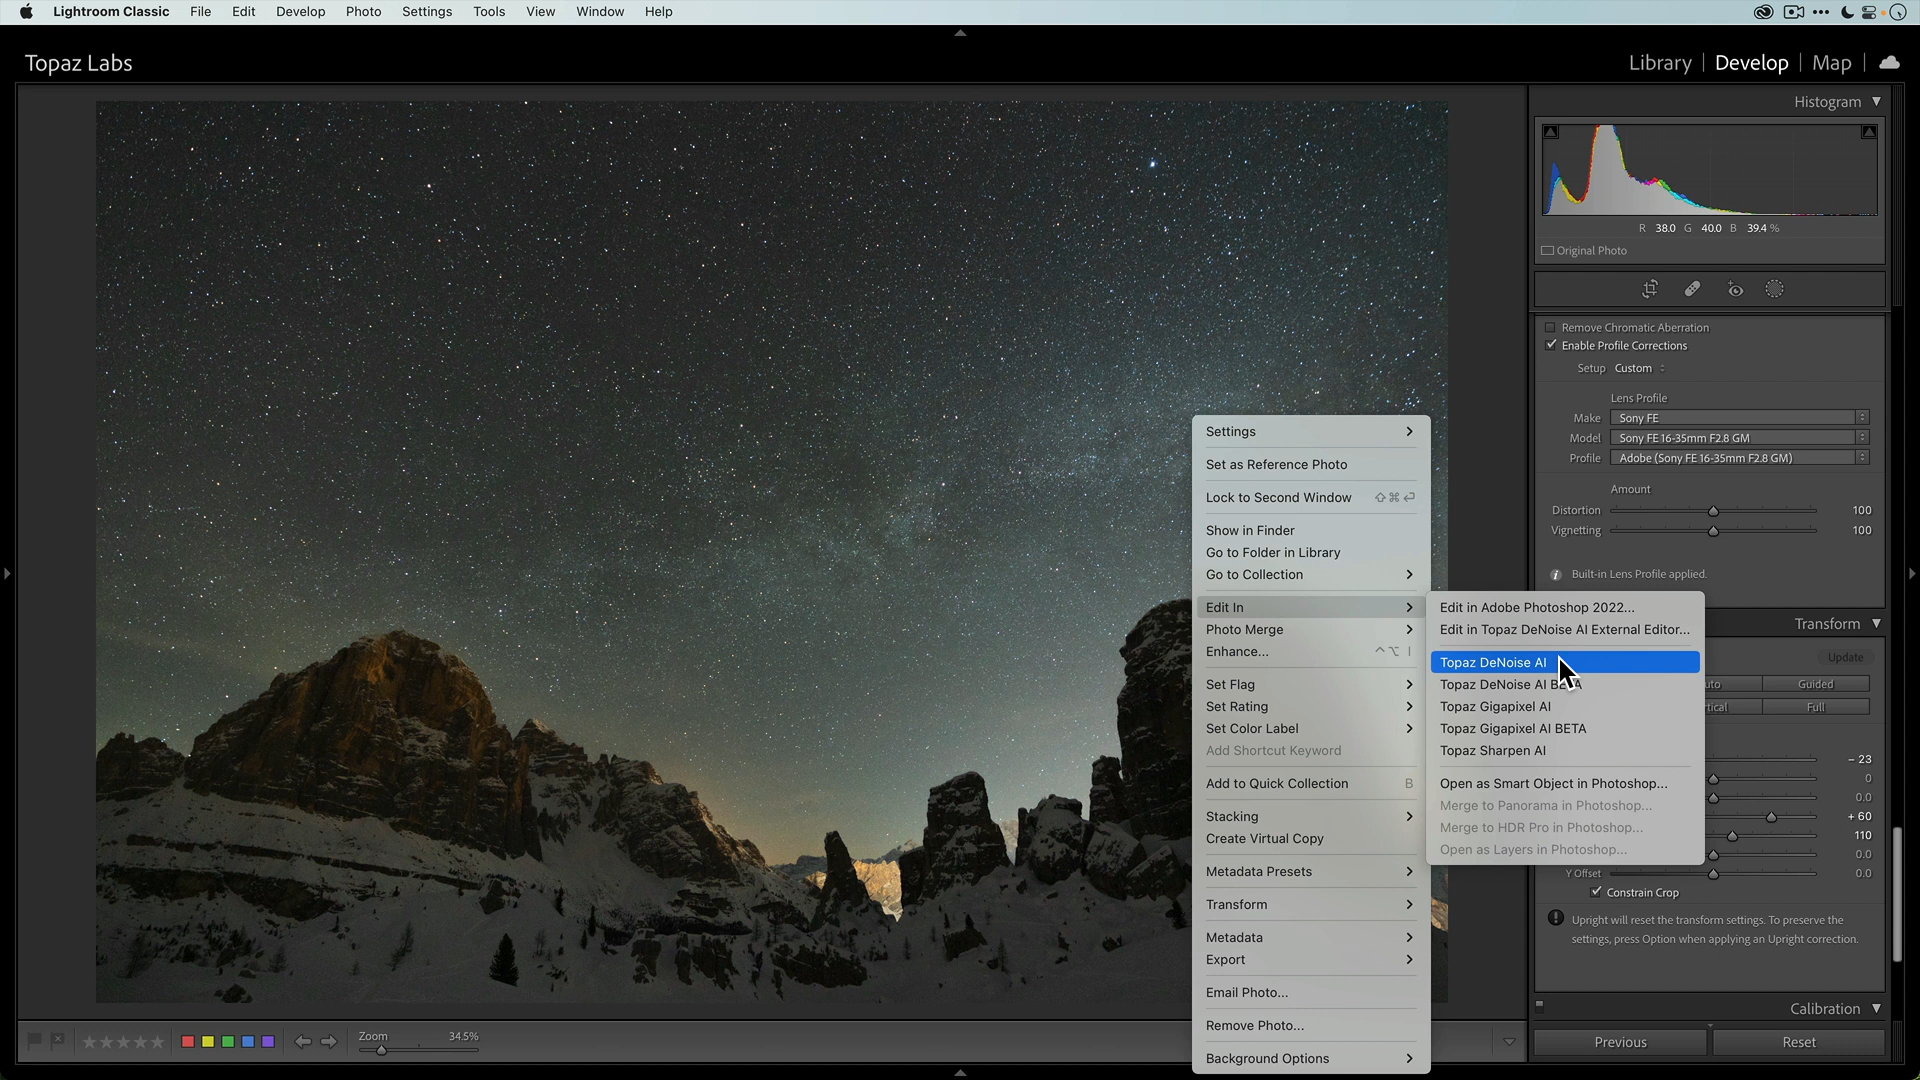 Lightroom Classic File Edit Develop Photo Settings Tools View Window Help
Topaz Labs
Library Develop Map
Histogram
R 38.0 G 40.0 B 39.4 %
Original Photo
Remove Chromatic Aberration
Enable Profile Corrections
Setup Custom
Lens Profile
Make Sony FE
Model Sony FE 16-35mm F2.8 GM
Profile Adobe (Sony FE 16-35mm F2.8 GM)
Amount
Distortion 100
Vignetting 100
Built-in Lens Profile applied.
Transform
Update
Guided
Full
- 23
0
0.0
+ 60
110
0.0
Y Offset 0.0
Constrain Crop
Upright will reset the transform settings. To preserve the
settings, press Option when applying an Upright correction.
Calibration
Previous Reset
Settings
Set as Reference Photo
Lock to Second Window ⇧⌘↩
Show in Finder
Go to Folder in Library
Go to Collection
Edit In
Photo Merge
Enhance... ^⌥ I
Set Flag
Set Rating
Set Color Label
Add Shortcut Keyword
Add to Quick Collection B
Stacking
Create Virtual Copy
Metadata Presets
Transform
Metadata
Export
Email Photo...
Remove Photo...
Background Options
Edit in Adobe Photoshop 2022...
Edit in Topaz DeNoise AI External Editor...
Topaz DeNoise AI
Topaz DeNoise AI BETA
Topaz Gigapixel AI
Topaz Gigapixel AI BETA
Topaz Sharpen AI
Open as Smart Object in Photoshop...
Merge to Panorama in Photoshop...
Merge to HDR Pro in Photoshop...
Open as Layers in Photoshop...
Zoom 34.5%